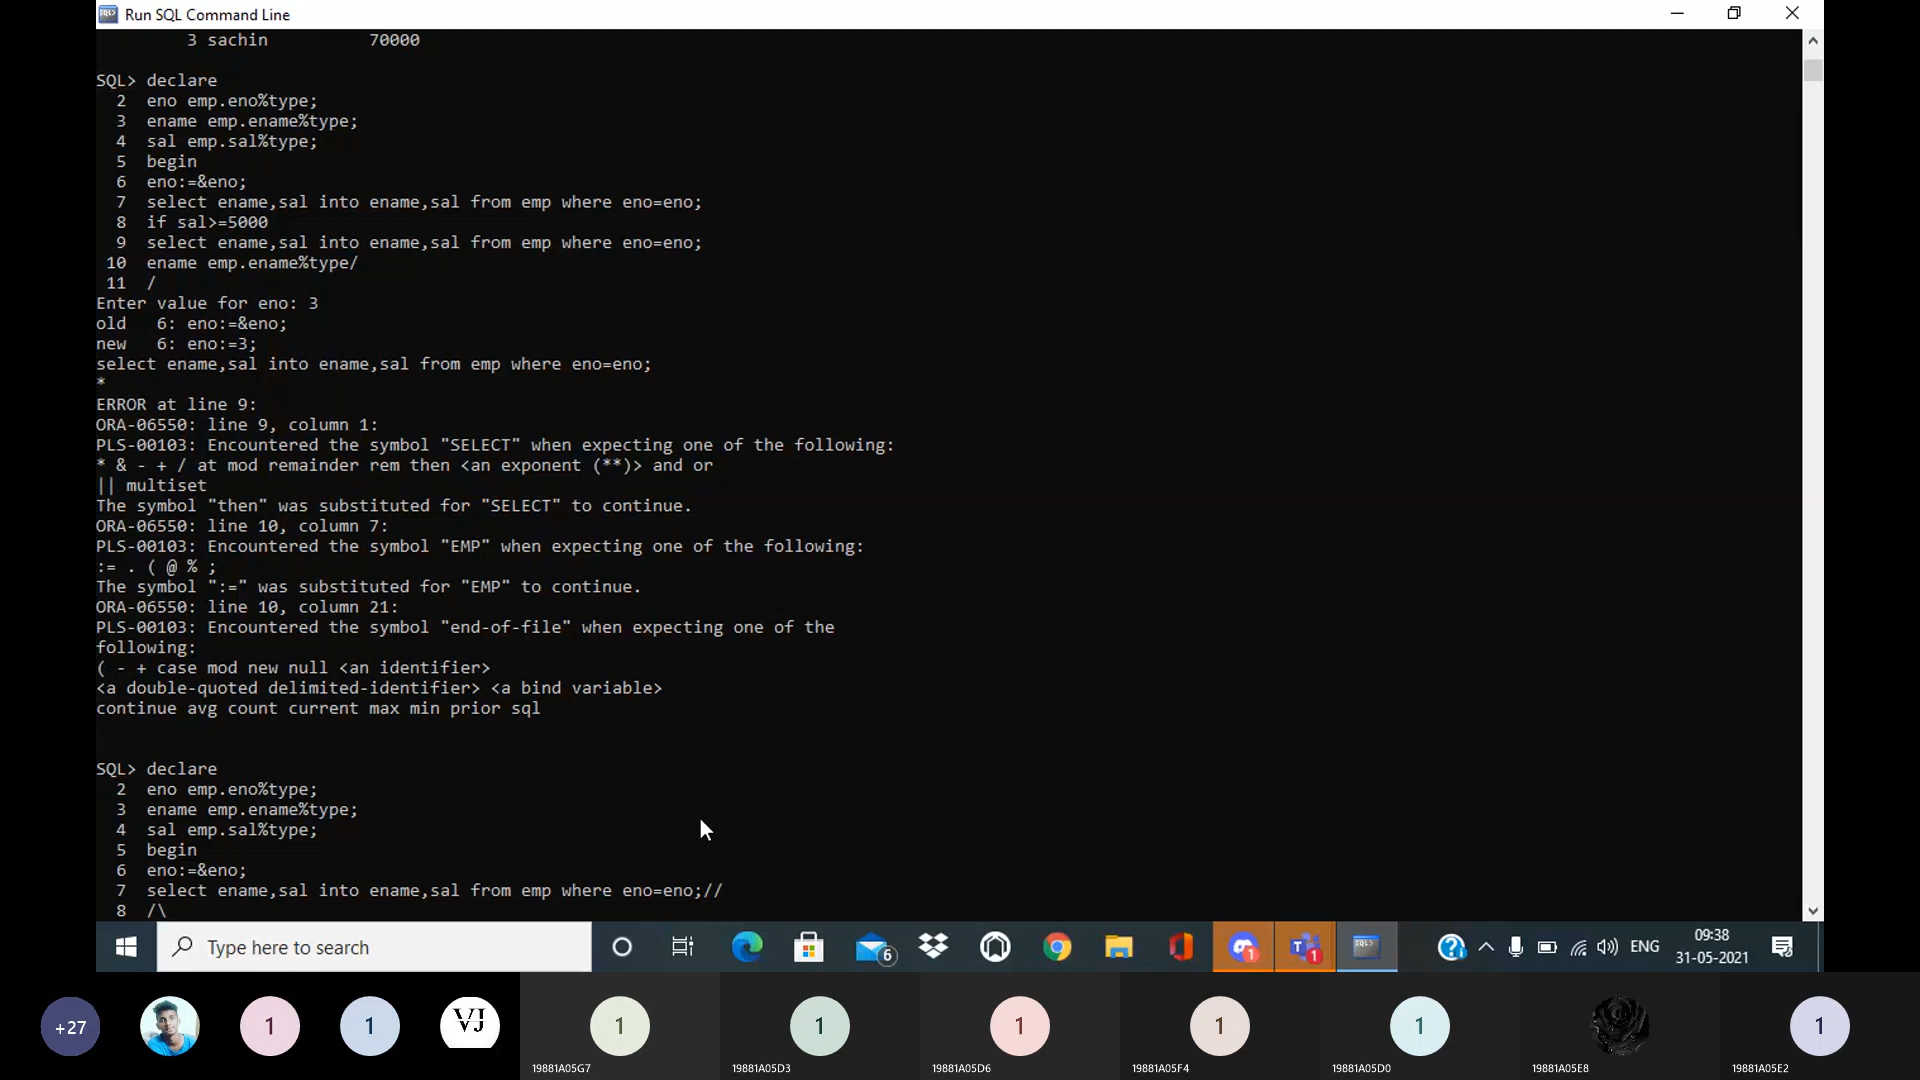 Run SQL Command Line
3 sachin 70000
SQL> declare
2 eno emp.eno%type;
3 ename emp.ename%type;
4 sal emp.sal%type;
5 begin
6 eno:=&eno;
7 select ename,sal into ename,sal from emp where eno=eno;
8 if sal>=5000
9 select ename,sal into ename,sal from emp where eno=eno;
10 ename emp.ename%type/
11 /
Enter value for eno: 3
old 6: eno:=&eno;
new 6: eno:=3;
select ename,sal into ename,sal from emp where eno=eno;
*
ERROR at line 9:
ORA-06550: line 9, column 1:
PLS-00103: Encountered the symbol "SELECT" when expecting one of the following:
* & - + / at mod remainder rem then <an exponent (**)> and or
|| multiset
The symbol "then" was substituted for "SELECT" to continue.
ORA-06550: line 10, column 7:
PLS-00103: Encountered the symbol "EMP" when expecting one of the following:
:= . ( @ % ;
The symbol ":=" was substituted for "EMP" to continue.
ORA-06550: line 10, column 21:
PLS-00103: Encountered the symbol "end-of-file" when expecting one of the
following:
( - + case mod new null <an identifier>
<a double-quoted delimited-identifier> <a bind variable>
continue avg count current max min prior sql
SQL> declare
2 eno emp.eno%type;
3 ename emp.ename%type;
4 sal emp.sal%type;
5 begin
6 eno:=&eno;
7 select ename,sal into ename,sal from emp where eno=eno;//
8 /\
Type here to search
6
1
T 1
SQL>
ENG
09:38
31-05-2021
+27
1
1
VJ
1
1
1
1
1
1
19881A05G7
19881A05D3
19881A05D6
19881A05F4
19881A05D0
19881A05E8
19881A05E2